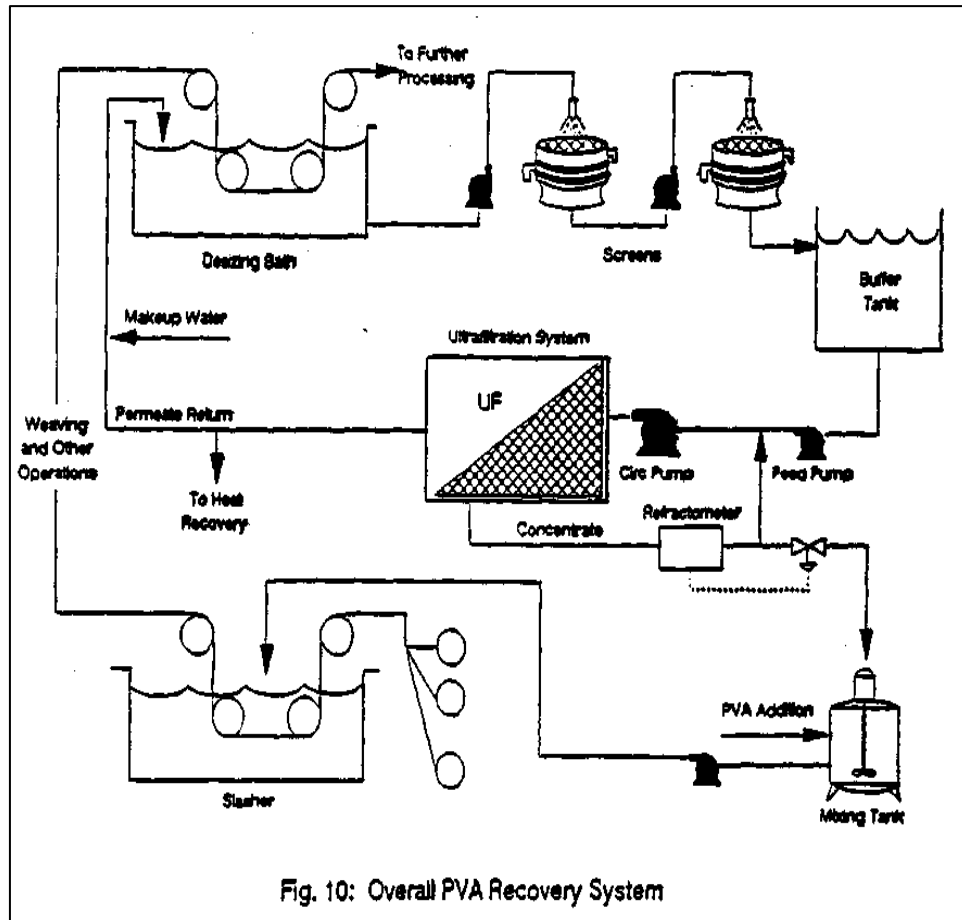 To Further
Processing
Desizing Bath
Screens
Buffer
Tank
Makeup Water
Ultrafiltration System
UF
Permeate Return
Weaving
and Other
Operations
Circ Pump
Feed Pump
To Heat
Recovery
Concentrate
Refractometer
PVA Addition
Slasher
Mixing Tank
Fig. 10: Overall PVA Recovery System